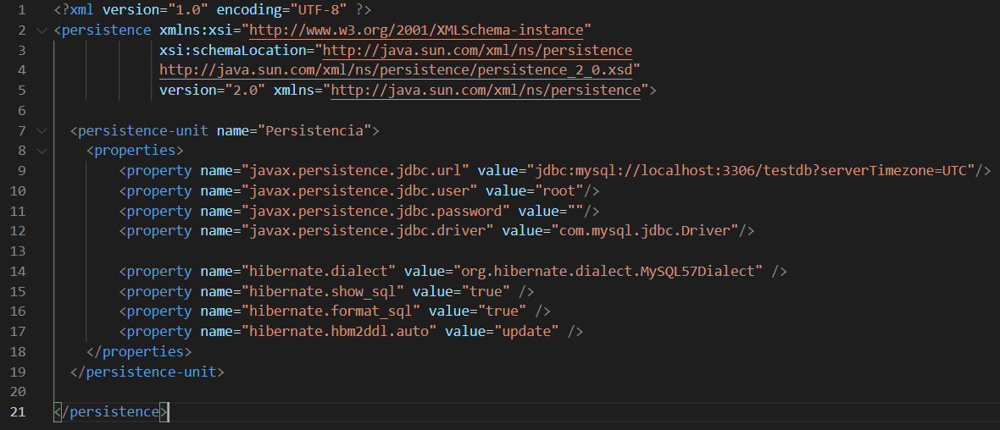 1 <?xml version="1.0" encoding="UTF-8" ?>
2 <persistence xmlns:xsi="http://www.w3.org/2001/XMLSchema-instance"
3 xsi:schemaLocation="http://java.sun.com/xml/ns/persistence
4 http://java.sun.com/xml/ns/persistence/persistence_2_0.xsd"
5 version="2.0" xmlns="http://java.sun.com/xml/ns/persistence">
6
7 <persistence-unit name="Persistencia">
8 <properties>
9 <property name="javax.persistence.jdbc.url" value="jdbc:mysql://localhost:3306/testdb?serverTimezone=UTC"/>
10 <property name="javax.persistence.jdbc.user" value="root"/>
11 <property name="javax.persistence.jdbc.password" value=""/>
12 <property name="javax.persistence.jdbc.driver" value="com.mysql.jdbc.Driver"/>
13
14 <property name="hibernate.dialect" value="org.hibernate.dialect.MySQL57Dialect" />
15 <property name="hibernate.show_sql" value="true" />
16 <property name="hibernate.format_sql" value="true" />
17 <property name="hibernate.hbm2ddl.auto" value="update" />
18 </properties>
19 </persistence-unit>
20
21 </persistence>